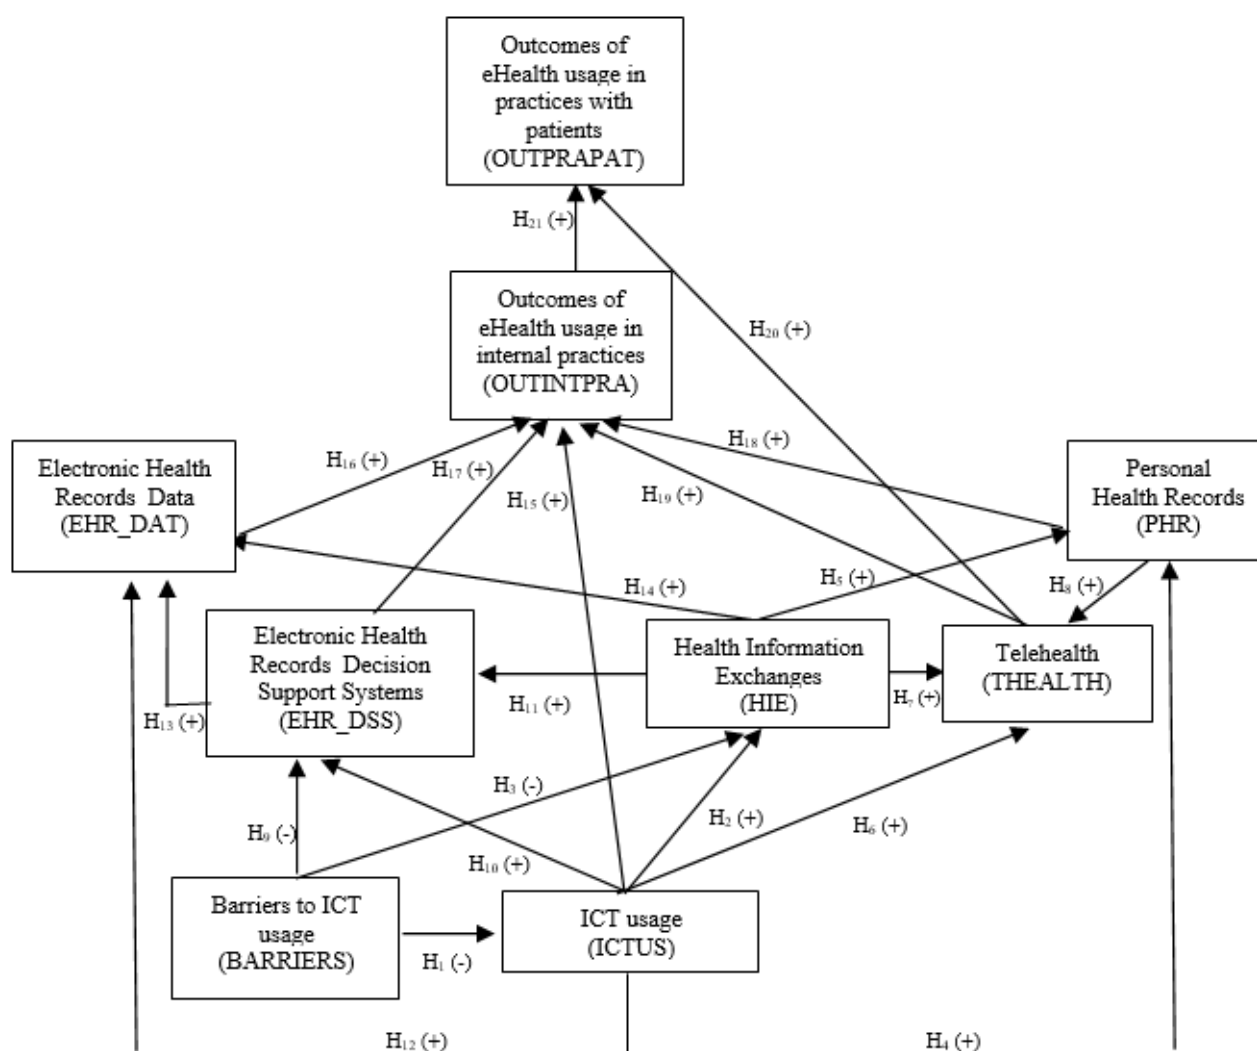 Outcomes of
eHealth usage in
practices with
patients
(OUTPRAPAT)
H₂₁ (+)
Outcomes of
eHealth usage in
internal practices
(OUTINTPRA)
H₂₀ (+)
Electronic Health
Records Data
(EHR_DAT)
H₁₆ (+)
H₁₇ (+)
H₁₅ (+)
H₁₉ (+)
H₁₈ (+)
Personal
Health Records
(PHR)
H₁₄ (+)
H₅ (+)
H₈ (+)
Electronic Health
Records Decision
Support Systems
(EHR_DSS)
Health Information
Exchanges
(HIE)
Telehealth
(THEALTH)
H₁₃ (+)
H₁₁ (+)
H₇ (+)
H₉ (-)
H₃ (-)
H₁₀ (+)
H₂ (+)
H₆ (+)
Barriers to ICT
usage
(BARRIERS)
H₁ (-)
ICT usage
(ICTUS)
H₁₂ (+)
H₄ (+)